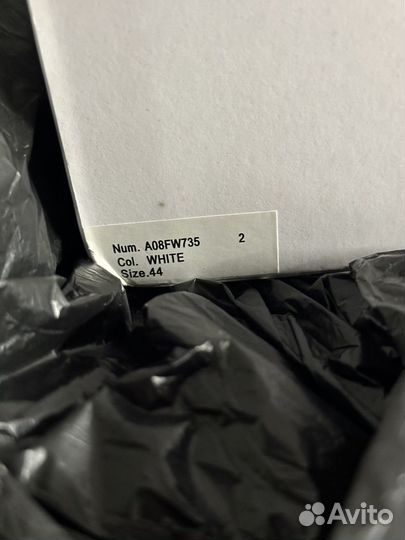 Num. A08FW735 2
Col. WHITE
Size.44
Avito